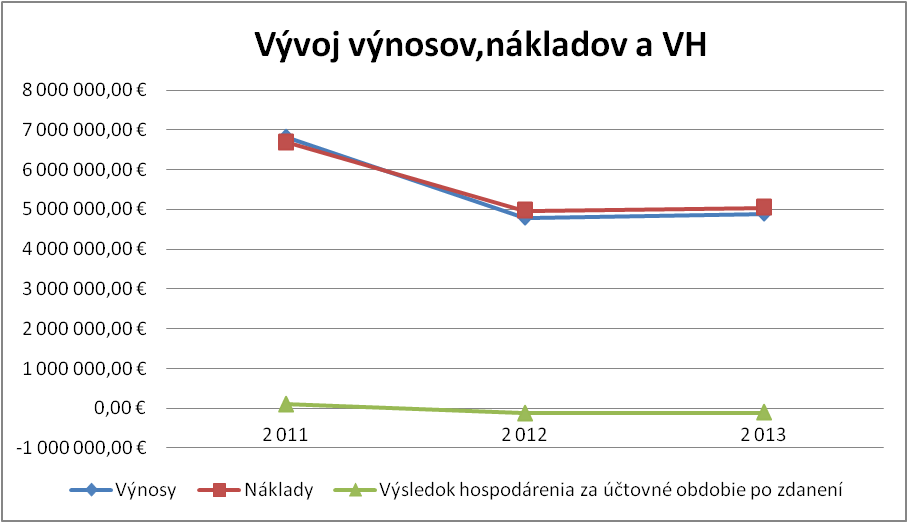 Vývoj výnosov,nákladov a VH
8 000 000,00 €
7 000 000,00 €
6 000 000,00 €
5 000 000,00 €
4 000 000,00 €
3 000 000,00 €
2 000 000,00 €
1 000 000,00 €
0,00 €
-1 000 000,00 €
2 011 2 012 2 013
Výnosy Náklady Výsledok hospodárenia za účtovné obdobie po zdanení